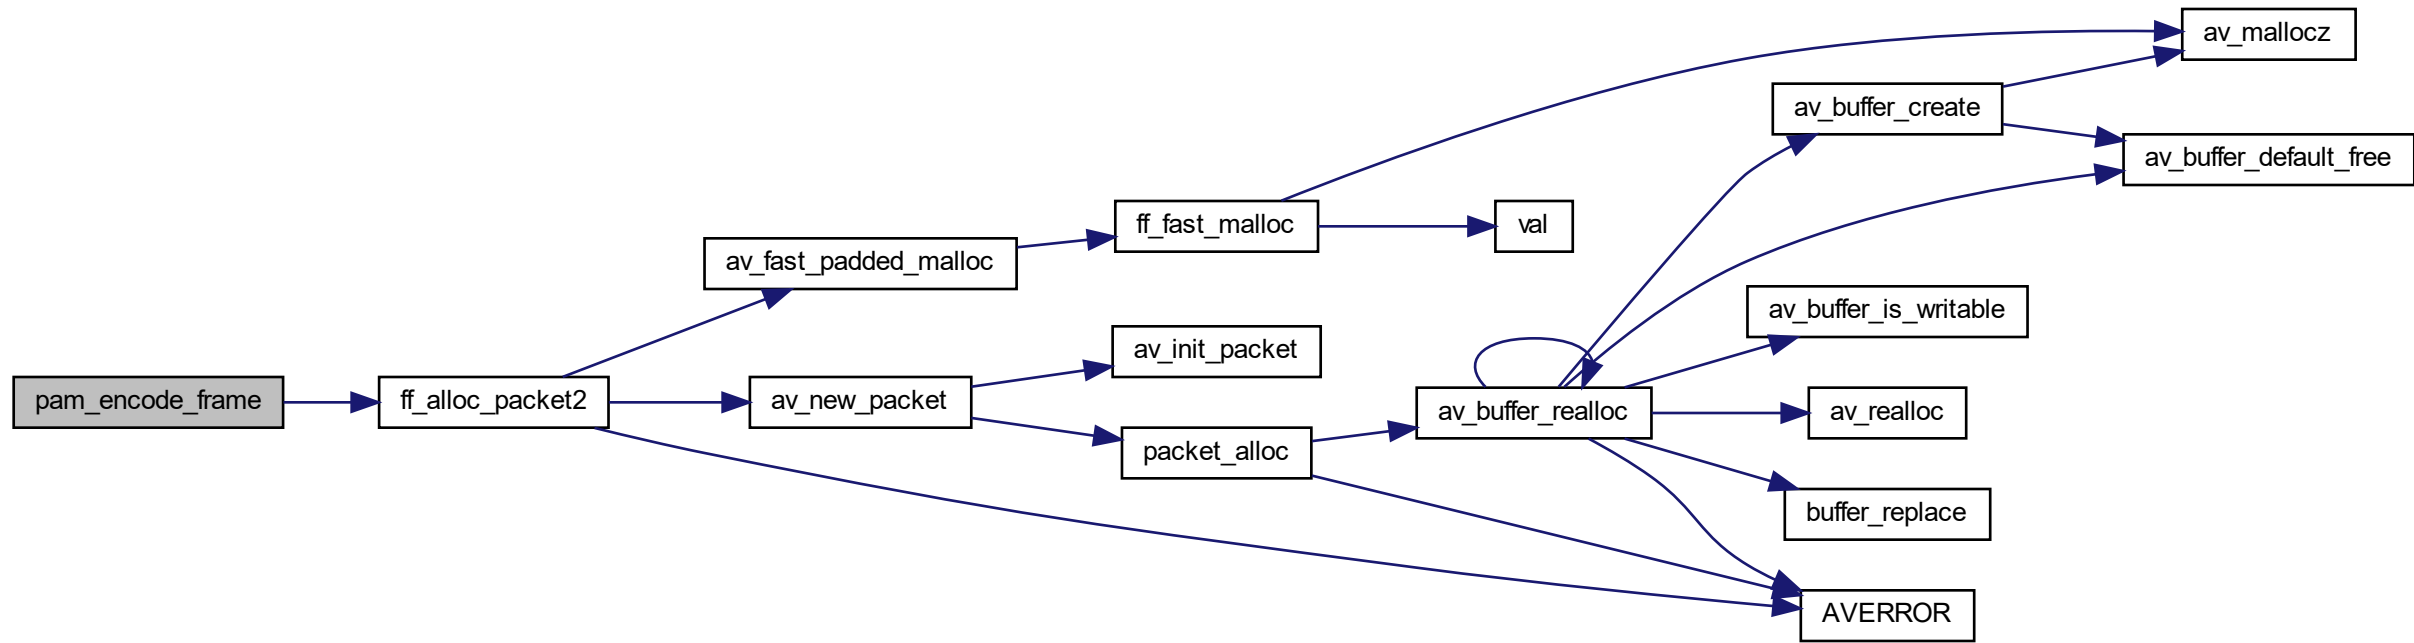 av_mallocz
av_buffer_create
av_buffer_default_free
ff_fast_malloc
val
av_fast_padded_malloc
av_buffer_is_writable
av_init_packet
pam_encode_frame
ff_alloc_packet2
av_new_packet
av_buffer_realloc
av_realloc
packet_alloc
buffer_replace
AVERROR